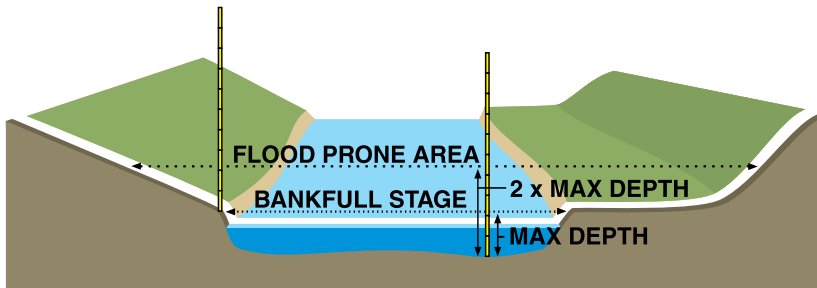 FLOOD PRONE AREA
2 x MAX DEPTH
BANKFULL STAGE
MAX DEPTH